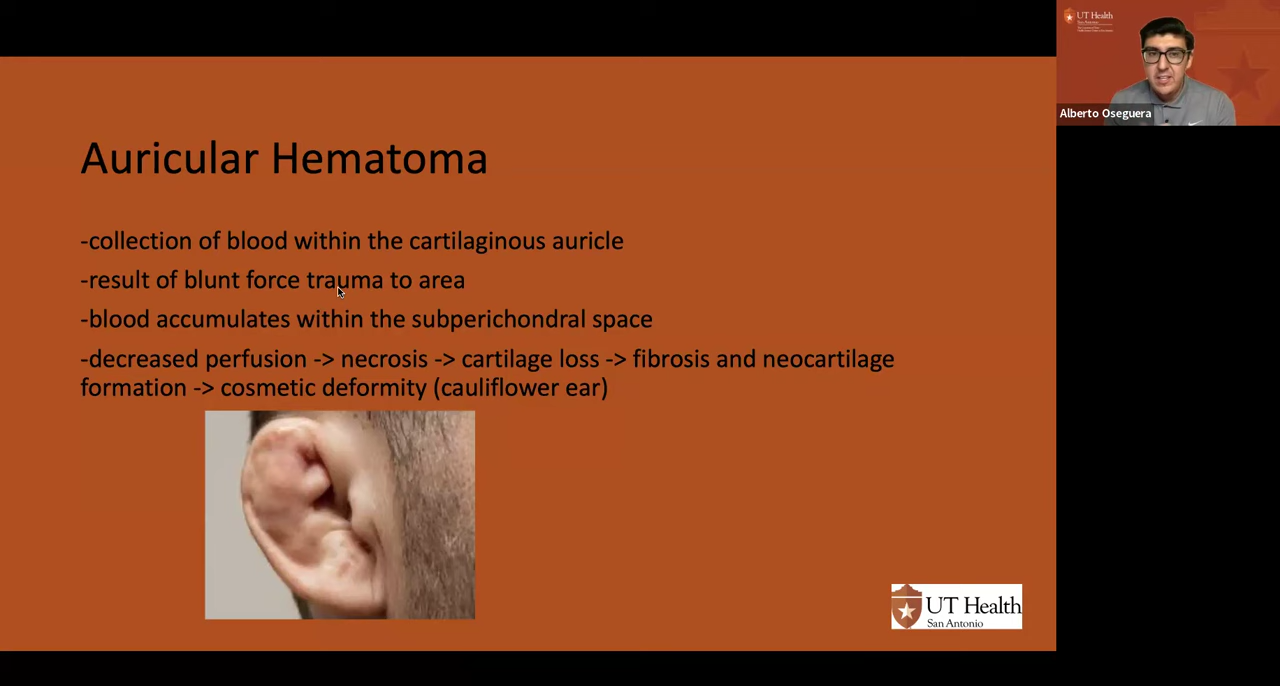 UT Health
San Antonio
Alberto Oseguera
Auricular Hematoma
-collection of blood within the cartilaginous auricle
-result of blunt force trauma to area
-blood accumulates within the subperichondral space
-decreased perfusion -> necrosis -> cartilage loss -> fibrosis and neocartilage
formation -> cosmetic deformity (cauliflower ear)
UT Health
San Antonio